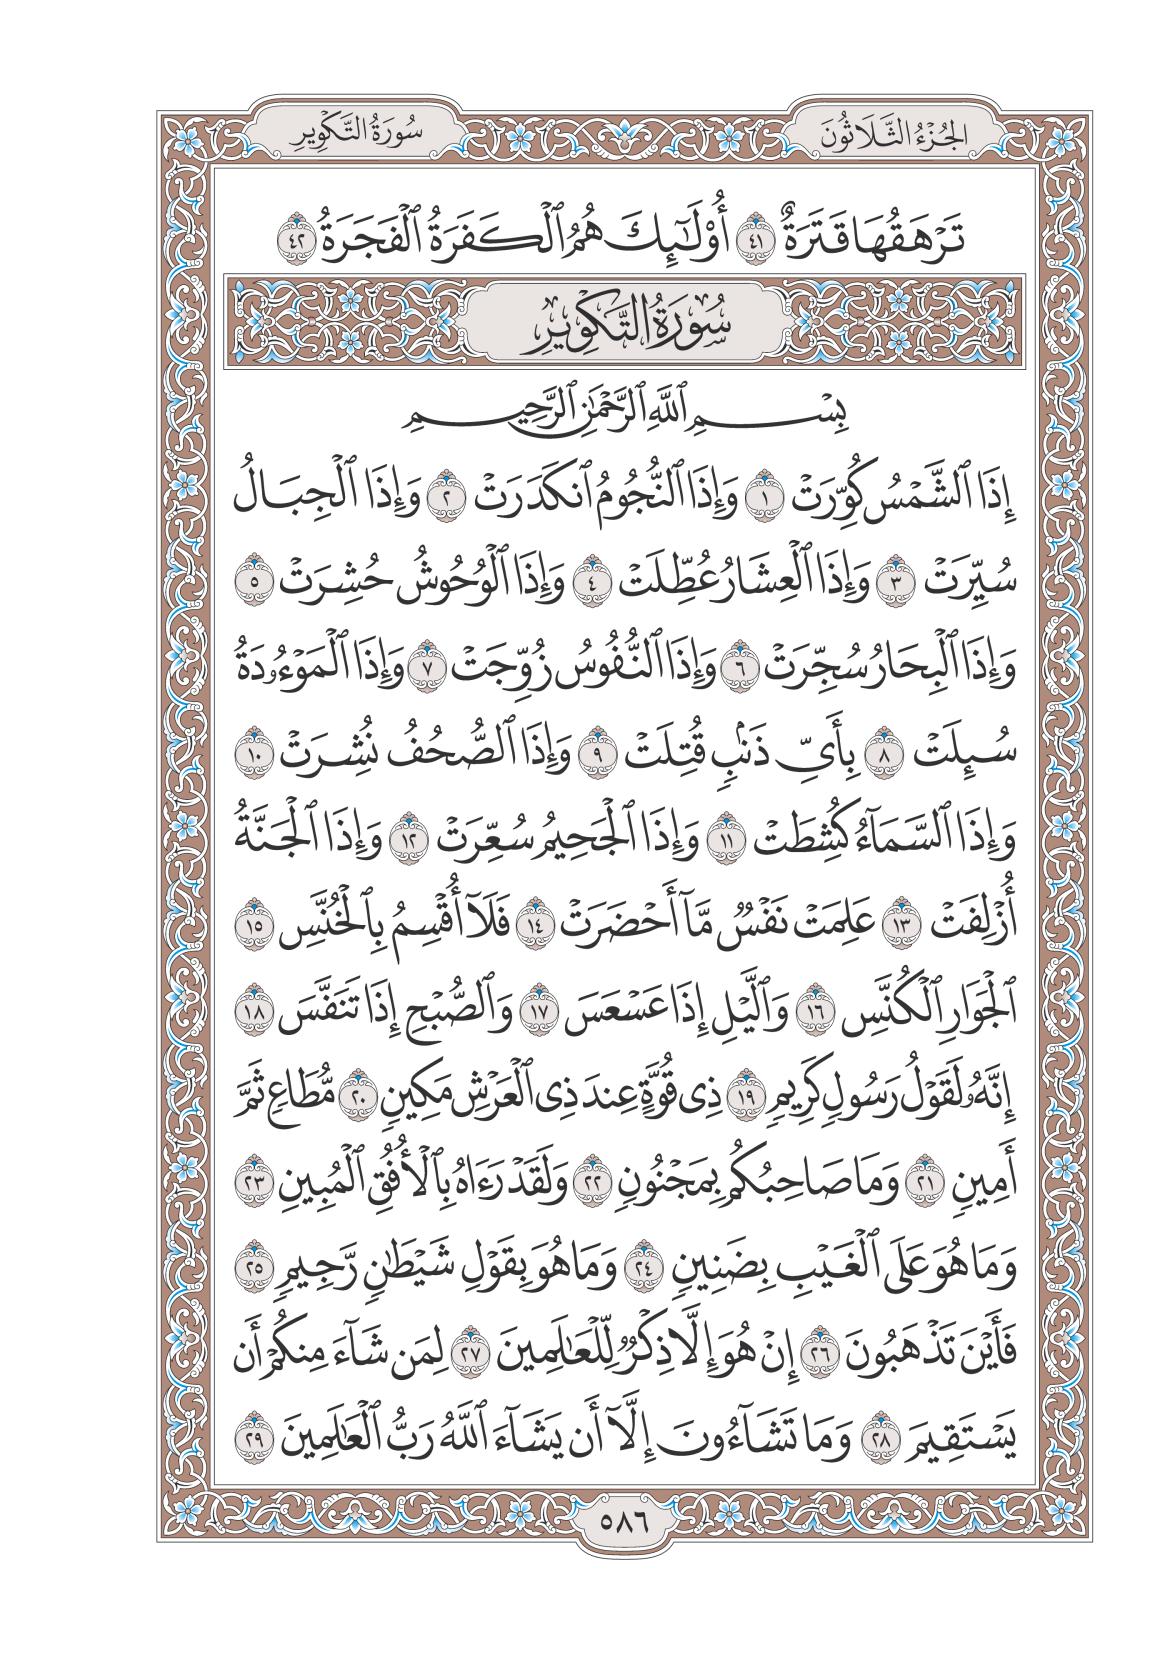 الجُزْءُ الثَّلَاثُونَ
سُورَةُ التَّكْوِيرِ
تَرْهَقُهَا قَتَرَةٌ ٤١ أُو۟لَٰٓئِكَ هُمُ ٱلْكَفَرَةُ ٱلْفَجَرَةُ ٤٢
سُورَةُ التَّكْوِيرِ
بِسْمِ ٱللَّهِ ٱلرَّحْمَٰنِ ٱلرَّحِيمِ
إِذَا ٱلشَّمْسُ كُوِّرَتْ ١ وَإِذَا ٱلنُّجُومُ ٱنكَدَرَتْ ٢ وَإِذَا ٱلْجِبَالُ
سُيِّرَتْ ٣ وَإِذَا ٱلْعِشَارُ عُطِّلَتْ ٤ وَإِذَا ٱلْوُحُوشُ حُشِرَتْ ٥
وَإِذَا ٱلْبِحَارُ سُجِّرَتْ ٦ وَإِذَا ٱلنُّفُوسُ زُوِّجَتْ ٧ وَإِذَا ٱلْمَوْءُۥدَةُ
سُئِلَتْ ٨ بِأَىِّ ذَنۢبٍ قُتِلَتْ ٩ وَإِذَا ٱلصُّحُفُ نُشِرَتْ ١٠
وَإِذَا ٱلسَّمَآءُ كُشِطَتْ ١١ وَإِذَا ٱلْجَحِيمُ سُعِّرَتْ ١٢ وَإِذَا ٱلْجَنَّةُ
أُزْلِفَتْ ١٣ عَلِمَتْ نَفْسٌ مَّآ أَحْضَرَتْ ١٤ فَلَآ أُقْسِمُ بِٱلْخُنَّسِ ١٥
ٱلْجَوَارِ ٱلْكُنَّسِ ١٦ وَٱلَّيْلِ إِذَا عَسْعَسَ ١٧ وَٱلصُّبْحِ إِذَا تَنَفَّسَ ١٨
إِنَّهُۥ لَقَوْلُ رَسُولٍ كَرِيمٍ ١٩ ذِى قُوَّةٍ عِندَ ذِى ٱلْعَرْشِ مَكِينٍ ٢٠ مُّطَاعٍ ثَمَّ
أَمِينٍ ٢١ وَمَا صَاحِبُكُم بِمَجْنُونٍ ٢٢ وَلَقَدْ رَءَاهُ بِٱلْأُفُقِ ٱلْمُبِينِ ٢٣
وَمَا هُوَ عَلَى ٱلْغَيْبِ بِضَنِينٍ ٢٤ وَمَا هُوَ بِقَوْلِ شَيْطَٰنٍ رَّجِيمٍ ٢٥
فَأَيْنَ تَذْهَبُونَ ٢٦ إِنْ هُوَ إِلَّا ذِكْرٌ لِّلْعَٰلَمِينَ ٢٧ لِمَن شَآءَ مِنكُمْ أَن
يَسْتَقِيمَ ٢٨ وَمَا تَشَآءُونَ إِلَّآ أَن يَشَآءَ ٱللَّهُ رَبُّ ٱلْعَٰلَمِينَ ٢٩
٥٨٦